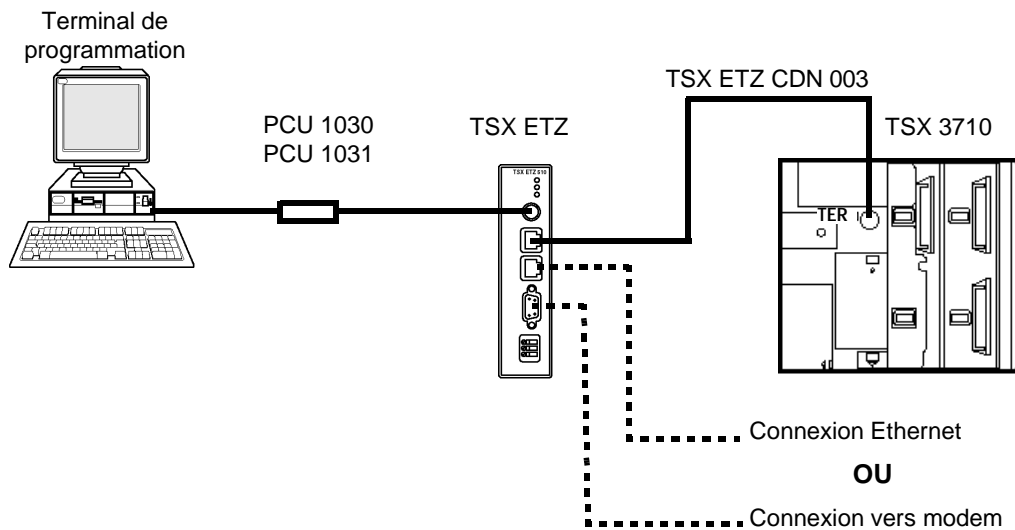 Terminal de
programmation
PCU 1030
PCU 1031
TSX ETZ
TSX ETZ CDN 003
TSX 3710
TSX ETZ 510
TER
Connexion Ethernet
OU
Connexion vers modem